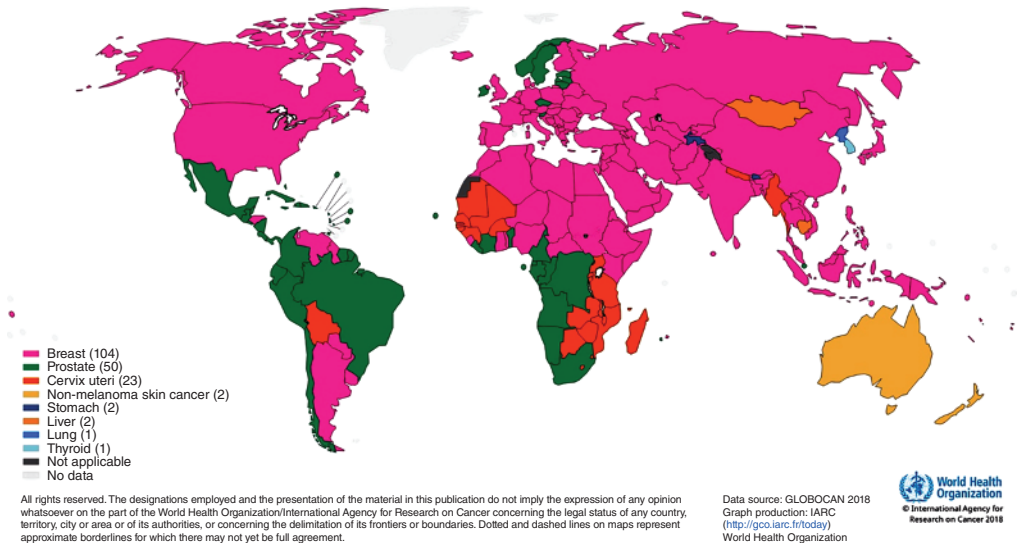 Breast (104)
Prostate (50)
Cervix uteri (23)
Non-melanoma skin cancer (2)
Stomach (2)
Liver (2)
Lung (1)
Thyroid (1)
Not applicable
No data
All rights reserved. The designations employed and the presentation of the material in this publication do not imply the expression of any opinion
whatsoever on the part of the World Health Organization/International Agency for Research on Cancer concerning the legal status of any country,
territory, city or area or of its authorities, or concerning the delimitation of its frontiers or boundaries. Dotted and dashed lines on maps represent
approximate borderlines for which there may not yet be full agreement.
Data source: GLOBOCAN 2018
Graph production: IARC
(http://gco.iarc.fr/today)
World Health Organization
World Health
Organization
© International Agency for
Research on Cancer 2018